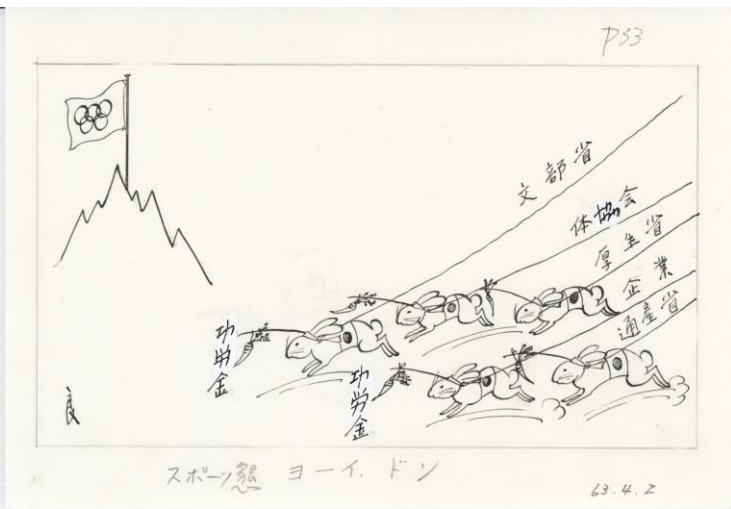 P53
文部省
体協会
厚生省
企業
通産省
功労金
功労金
良
スポーツ懇 ヨーイ、ドン
63.4.2